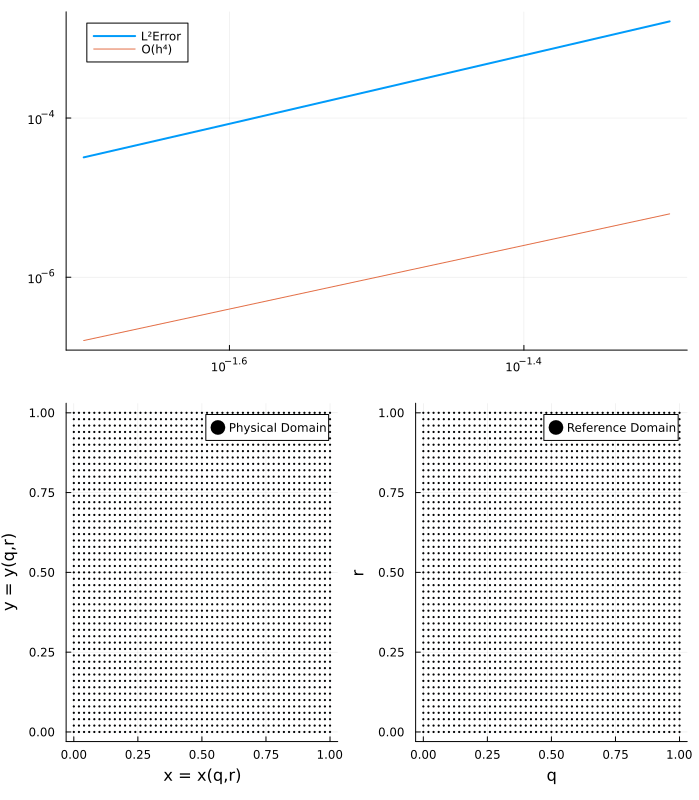 L²Error
O(h⁴)
10⁻⁴
10⁻⁶
10⁻¹·⁶
10⁻¹·⁴
1.00
0.75
0.50
0.25
0.00
y = y(q,r)
Physical Domain
0.00 0.25 0.50 0.75 1.00
x = x(q,r)
1.00
0.75
0.50
0.25
0.00
r
Reference Domain
0.00 0.25 0.50 0.75 1.00
q